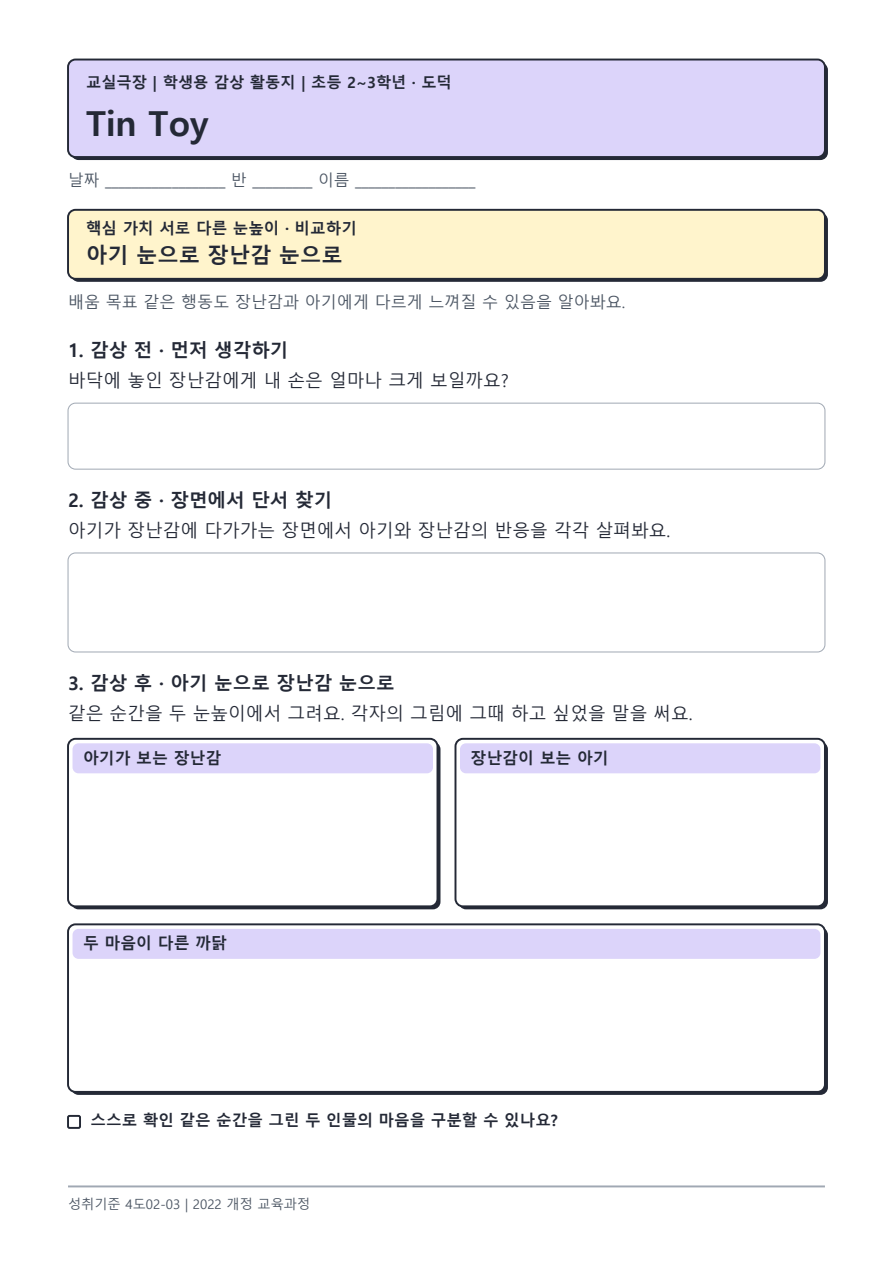 교실극장 | 학생용 감상 활동지 | 초등 2~3학년 · 도덕
Tin Toy
날짜 _______________ 반 _______ 이름 _______________
핵심 가치 서로 다른 눈높이 · 비교하기
아기 눈으로 장난감 눈으로
배움 목표 같은 행동도 장난감과 아기에게 다르게 느껴질 수 있음을 알아봐요.
1. 감상 전 · 먼저 생각하기
바닥에 놓인 장난감에게 내 손은 얼마나 크게 보일까요?
2. 감상 중 · 장면에서 단서 찾기
아기가 장난감에 다가가는 장면에서 아기와 장난감의 반응을 각각 살펴봐요.
3. 감상 후 · 아기 눈으로 장난감 눈으로
같은 순간을 두 눈높이에서 그려요. 각자의 그림에 그때 하고 싶었을 말을 써요.
아기가 보는 장난감
장난감이 보는 아기
두 마음이 다른 까닭
스스로 확인 같은 순간을 그린 두 인물의 마음을 구분할 수 있나요?
성취기준 4도02-03 | 2022 개정 교육과정